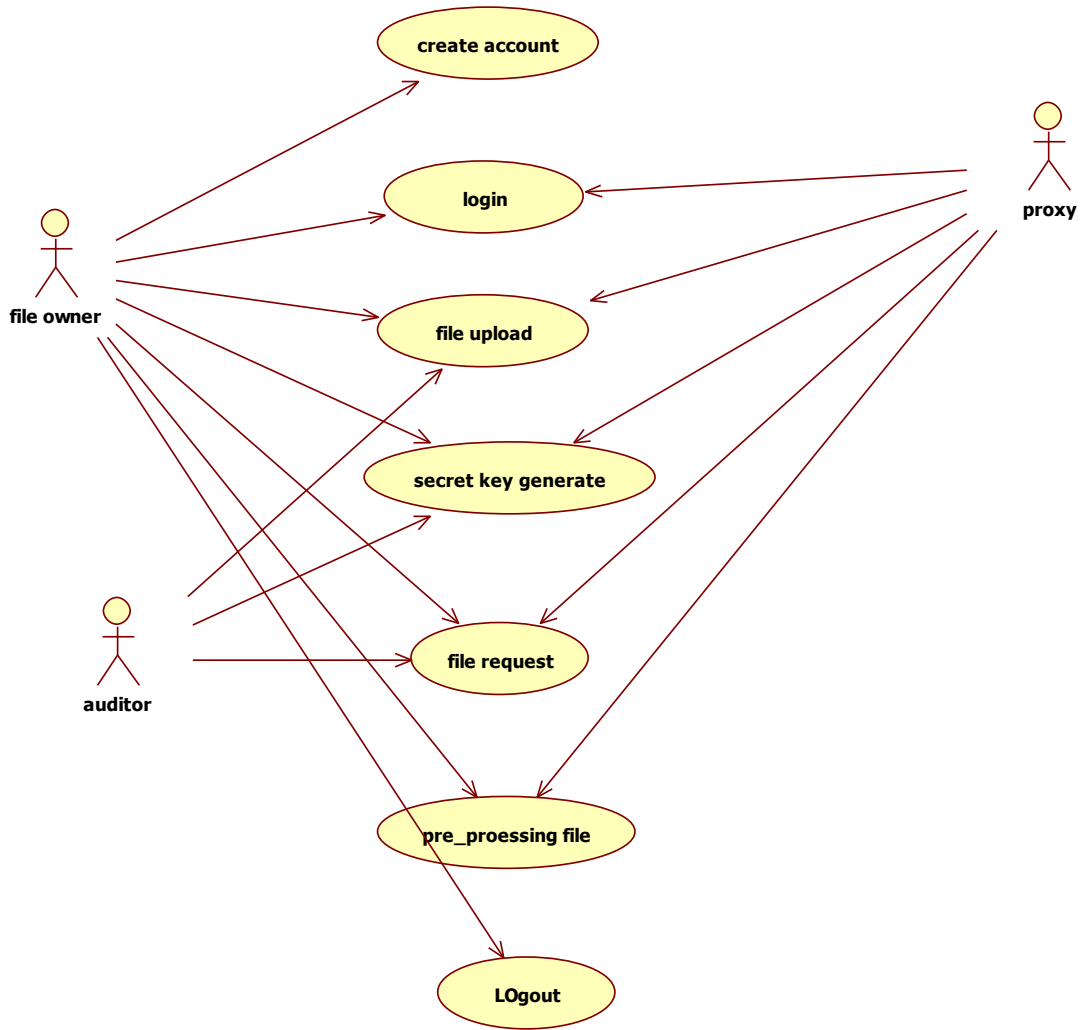 create account
login
proxy
file owner
file upload
secret key generate
file request
auditor
pre_proessing file
LOgout